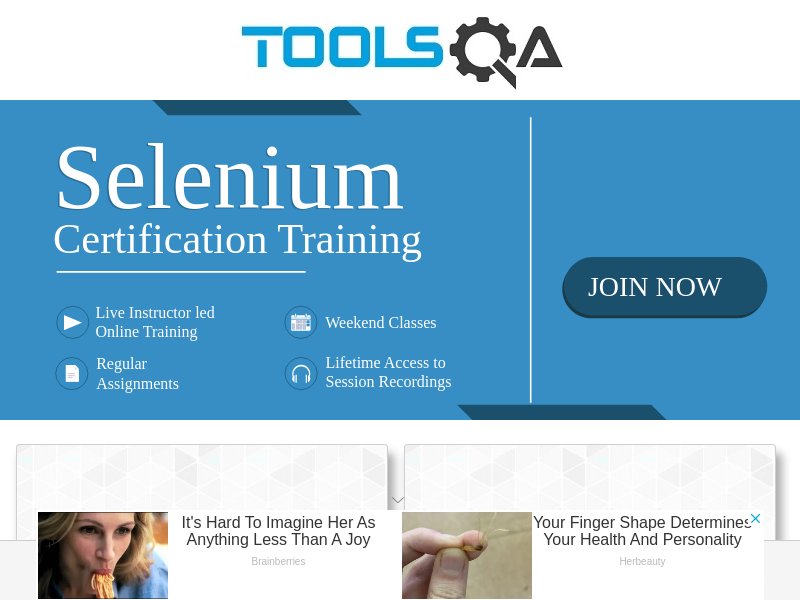 TOOLSQA
Selenium
Certification Training
JOIN NOW
Live Instructor led
Online Training
Weekend Classes
Regular
Assignments
Lifetime Access to
Session Recordings
It's Hard To Imagine Her As
Anything Less Than A Joy
Brainberries
Your Finger Shape Determines
Your Health And Personality
Herbeauty